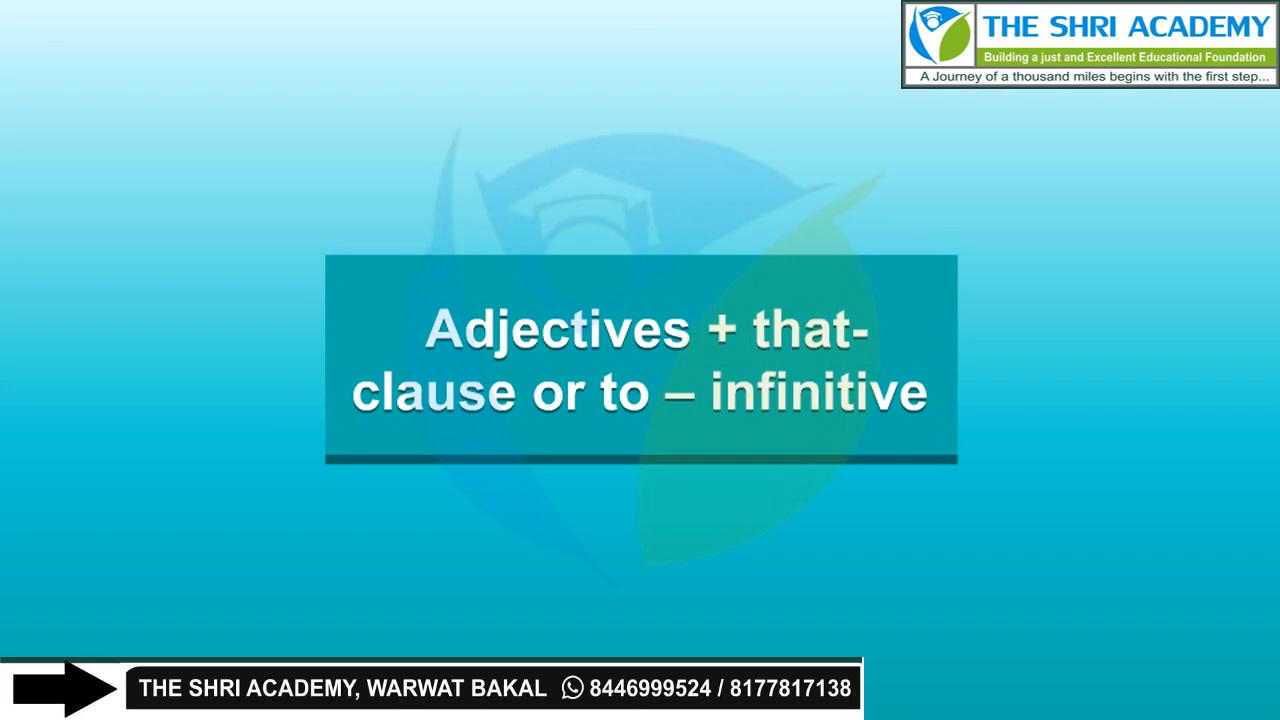 THE SHRI ACADEMY
Building a just and Excellent Educational Foundation
A Journey of a thousand miles begins with the first step...
Adjectives + that-
clause or to – infinitive
THE SHRI ACADEMY, WARWAT BAKAL 8446999524 / 8177817138